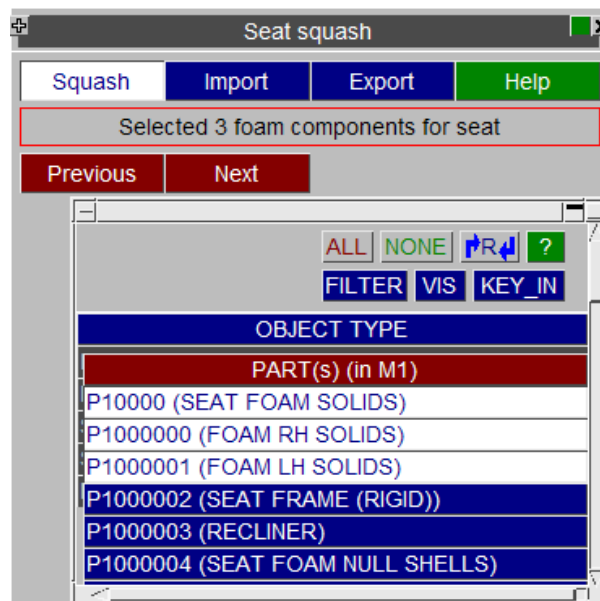 Seat squash
Squash Import Export Help
Selected 3 foam components for seat
Previous Next
ALL NONE R ?
FILTER VIS KEY_IN
OBJECT TYPE
PART(s) (in M1)
P10000 (SEAT FOAM SOLIDS)
P1000000 (FOAM RH SOLIDS)
P1000001 (FOAM LH SOLIDS)
P1000002 (SEAT FRAME (RIGID))
P1000003 (RECLINER)
P1000004 (SEAT FOAM NULL SHELLS)